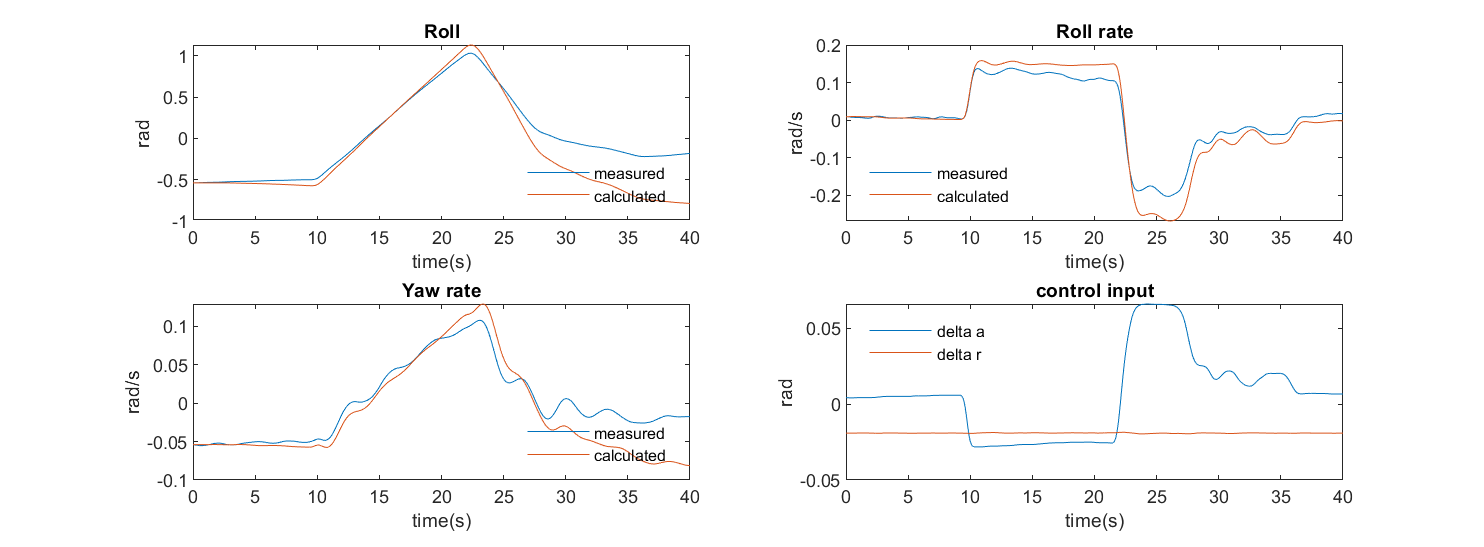 Roll
1
0.5
0
-0.5
-1
rad
measured
calculated
0 5 10 15 20 25 30 35 40
time(s)
Roll rate
0.2
0.1
0
-0.1
-0.2
rad/s
measured
calculated
0 5 10 15 20 25 30 35 40
time(s)
Yaw rate
0.1
0.05
0
-0.05
-0.1
rad/s
measured
calculated
0 5 10 15 20 25 30 35 40
time(s)
control input
0.05
0
-0.05
rad
delta a
delta r
0 5 10 15 20 25 30 35 40
time(s)